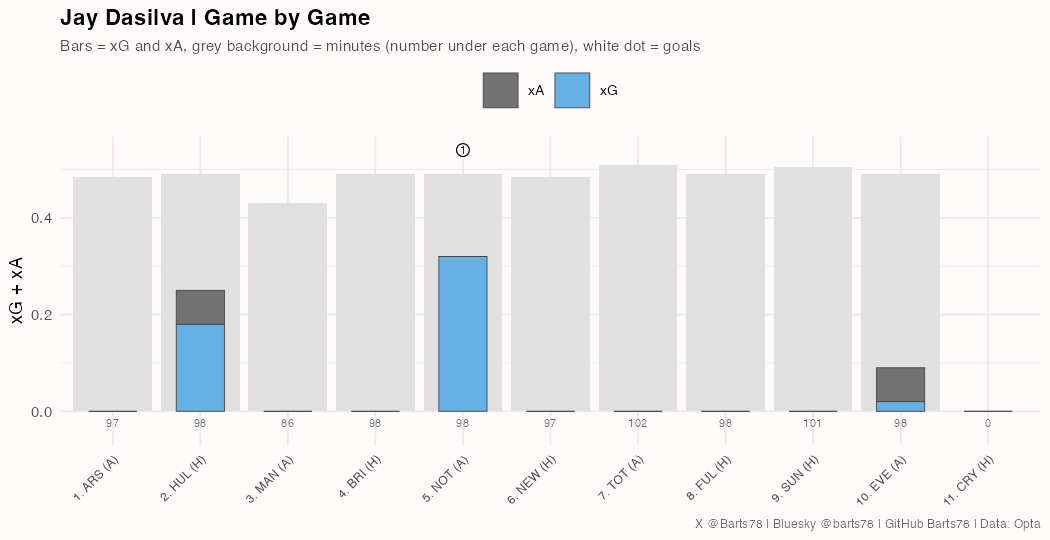 Jay Dasilva | Game by Game
Bars = xG and xA, grey background = minutes (number under each game), white dot = goals
xA xG
1
xG + xA
0.4
0.2
0.0
97 98 86 98 98 97 102 98 101 98 0
1. ARS (A) 2. HUL (H) 3. MAN (A) 4. BRI (H) 5. NOT (A) 6. NEW (H) 7. TOT (A) 8. FUL (H) 9. SUN (H) 10. EVE (A) 11. CRY (H)
X @Barts78 | Bluesky @barts78 | GitHub Barts78 | Data: Opta